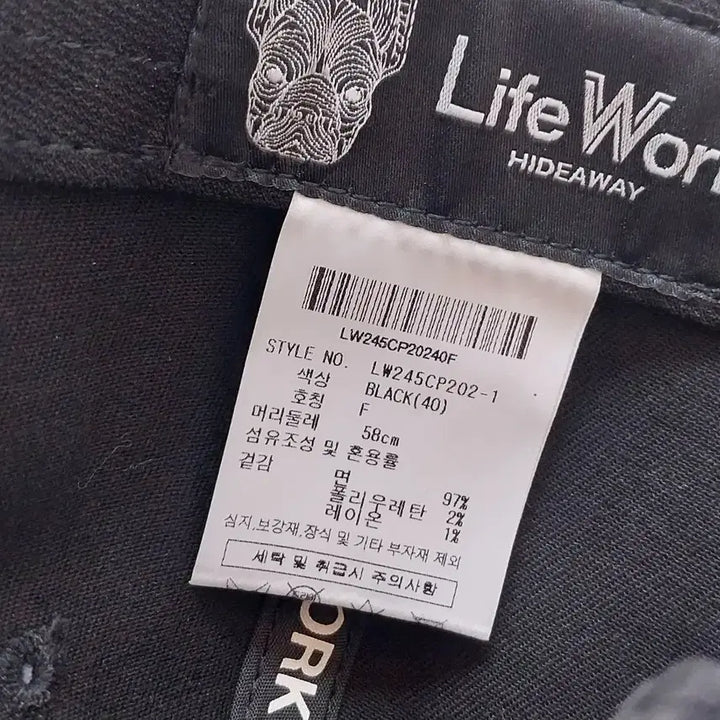 Life Wor
HIDEAWAY
LW245CP20240F
STYLE NO. LW245CP202-1
색상 BLACK(40)
호칭 F
머리둘레 58cm
섬유조성 및 혼용률
겉감 면 97%
폴리우레탄 2%
레이온 1%
심지,보강재,장식 및 기타 부자재 제외
세탁 및 취급시 주의사항
ORK